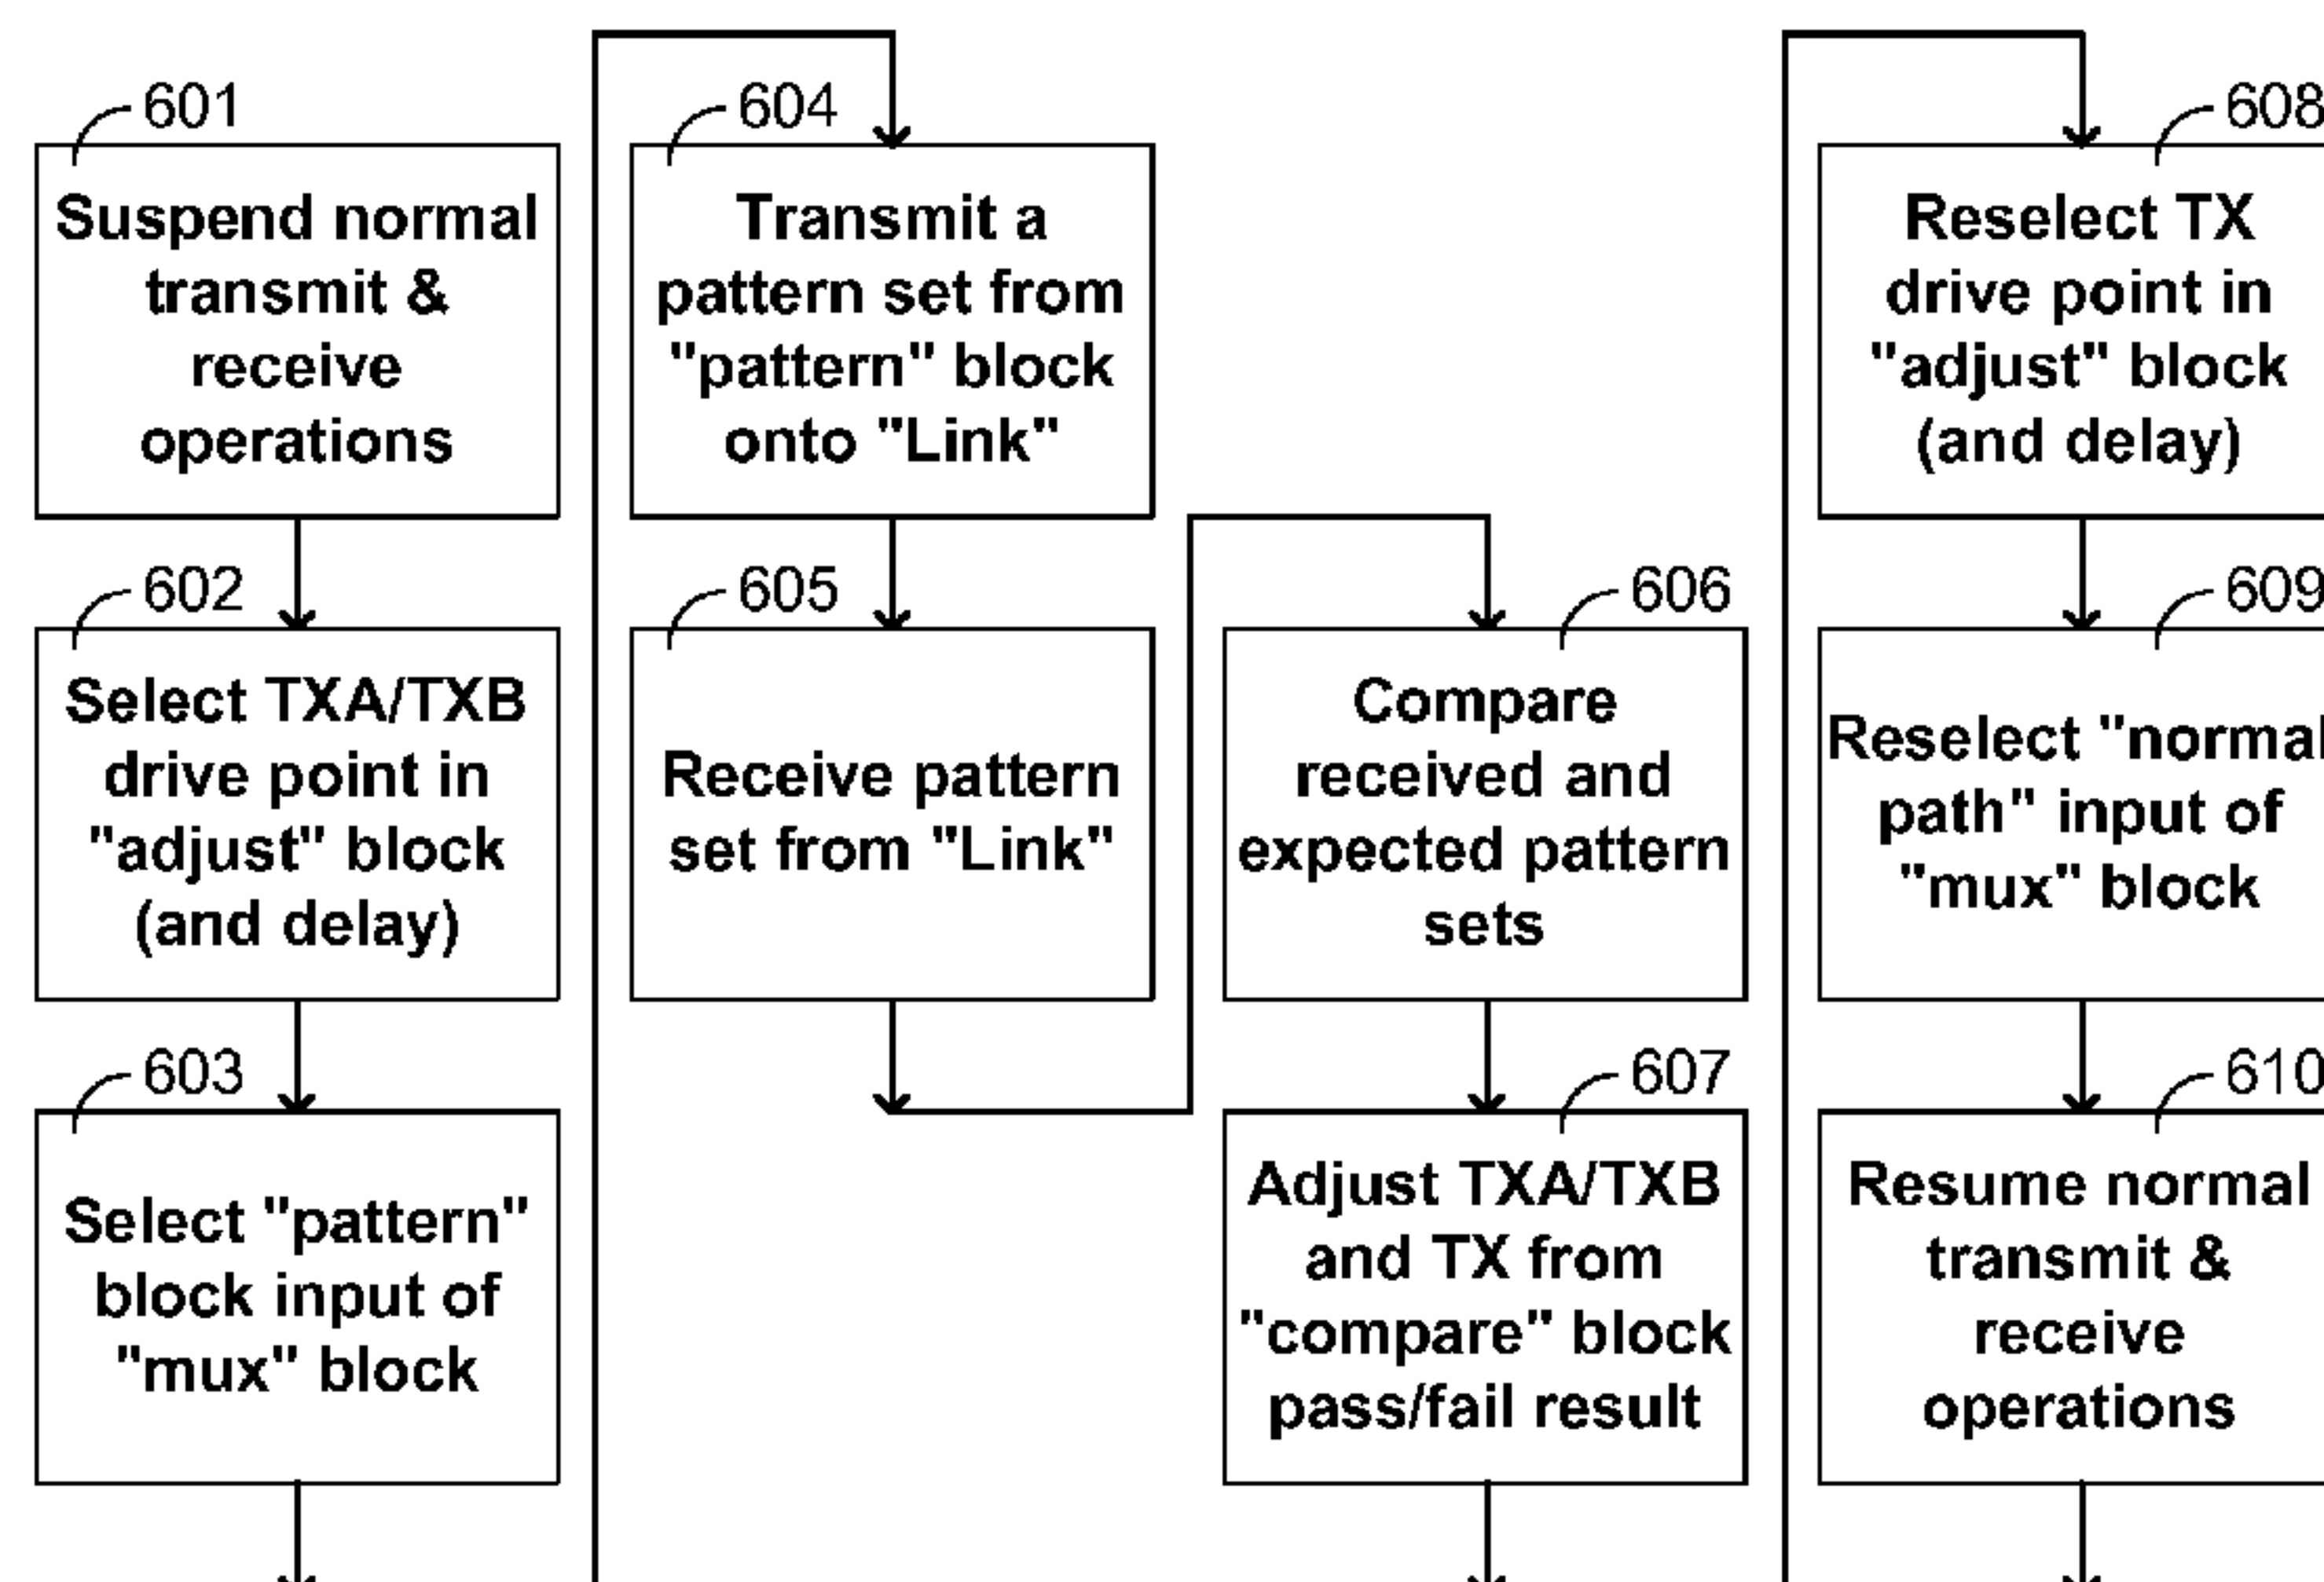 601
Suspend normal
transmit &
receive
operations
602
Select TXA/TXB
drive point in
"adjust" block
(and delay)
603
Select "pattern"
block input of
"mux" block
604
Transmit a
pattern set from
"pattern" block
onto "Link"
605
Receive pattern
set from "Link"
606
Compare
received and
expected pattern
sets
607
Adjust TXA/TXB
and TX from
"compare" block
pass/fail result
608
Reselect TX
drive point in
"adjust" block
(and delay)
609
Reselect "normal
path" input of
"mux" block
610
Resume normal
transmit &
receive
operations